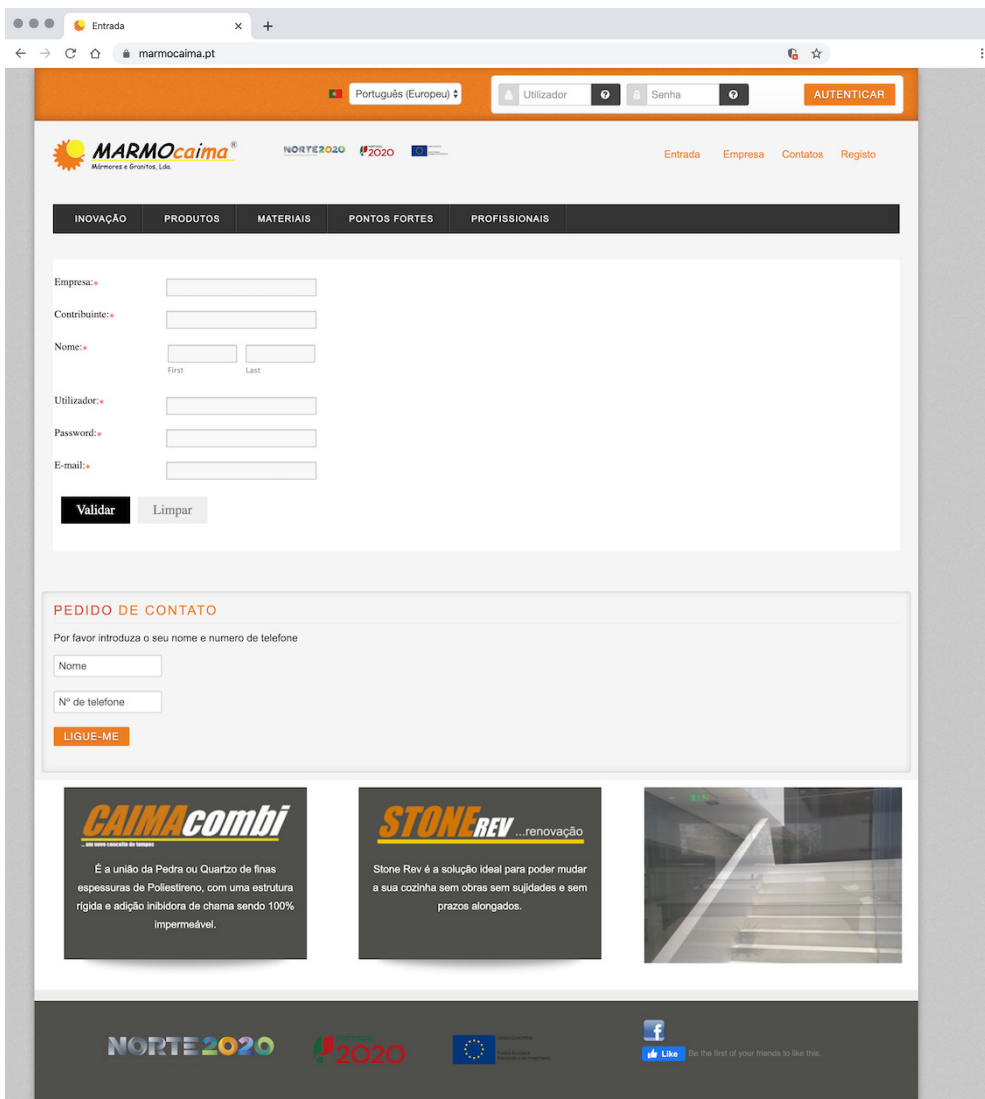 Entrada
marmocaima.pt
Português (Europeu)
Utilizador
Senha
AUTENTICAR
MARMOcaima®
Mármores e Granitos, Lda.
NORTE2020
2020
Entrada Empresa Contatos Registo
INOVAÇÃO PRODUTOS MATERIAIS PONTOS FORTES PROFISSIONAIS
Empresa:*
Contribuinte:*
Nome:*
First Last
Utilizador:*
Password:*
E-mail:*
Validar Limpar
PEDIDO DE CONTATO
Por favor introduza o seu nome e numero de telefone
Nome
Nº de telefone
LIGUE-ME
CAIMAcombi
... um novo conceito de tampos
É a união da Pedra ou Quartzo de finas
espessuras de Poliestireno, com uma estrutura
rígida e adição inibidora de chama sendo 100%
impermeável.
STONEREV ...renovação
Stone Rev é a solução ideal para poder mudar
a sua cozinha sem obras sem sujidades e sem
prazos alongados.
NORTE2020
2020
Like Be the first of your friends to like this.